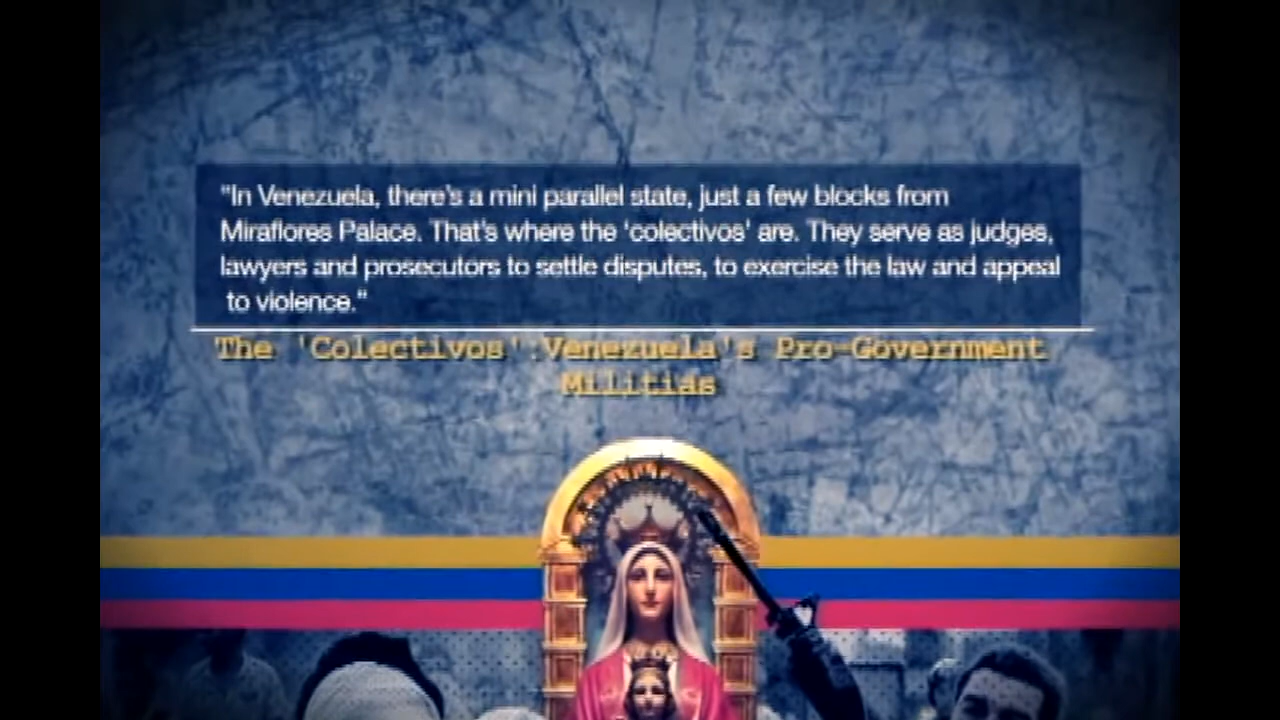 "In Venezuela, there's a mini parallel state, just a few blocks from
Miraflores Palace. That's where the 'colectivos' are. They serve as judges,
lawyers and prosecutors to settle disputes, to exercise the law and appeal
to violence."
The 'Colectivos':Venezuela's Pro-Government
Militias